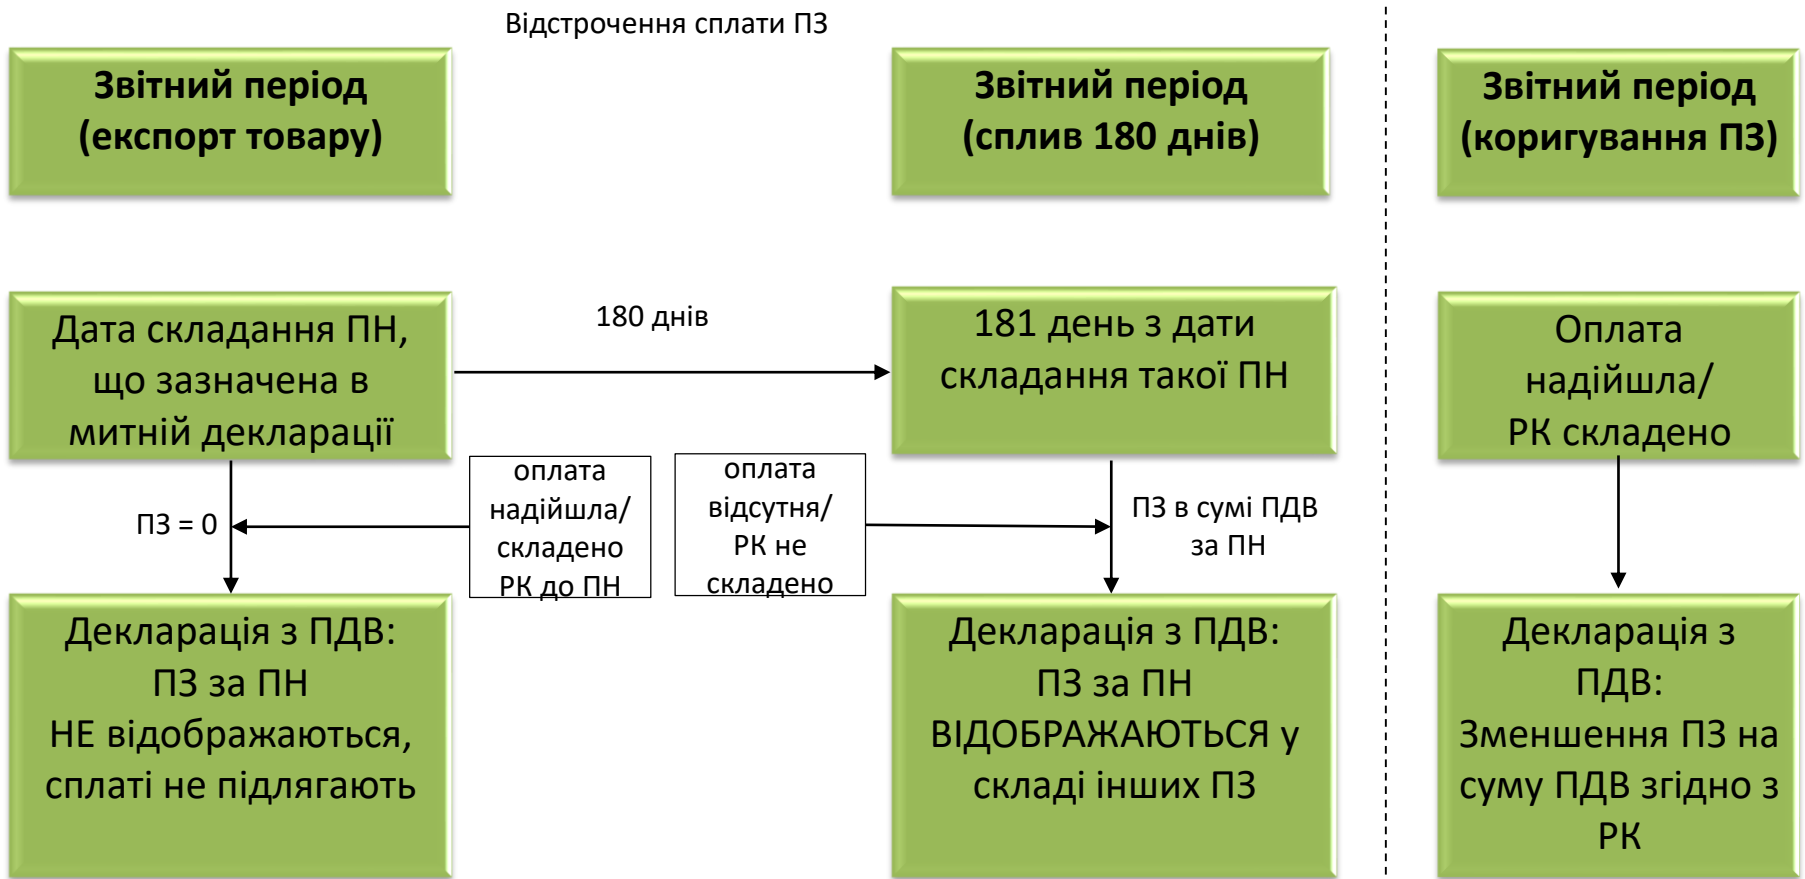 Відстрочення сплати ПЗ
Звітний період
(експорт товару)
Звітний період
(сплив 180 днів)
Звітний період
(коригування ПЗ)
Дата складання ПН,
що зазначена в
митній декларації
180 днів
181 день з дати
складання такої ПН
Оплата
надійшла/
РК складено
ПЗ = 0
оплата
надійшла/
складено
РК до ПН
оплата
відсутня/
РК не
складено
ПЗ в сумі ПДВ
за ПН
Декларація з ПДВ:
ПЗ за ПН
НЕ відображаються,
сплаті не підлягають
Декларація з ПДВ:
ПЗ за ПН
ВІДОБРАЖАЮТЬСЯ у
складі інших ПЗ
Декларація з
ПДВ:
Зменшення ПЗ на
суму ПДВ згідно з
РК